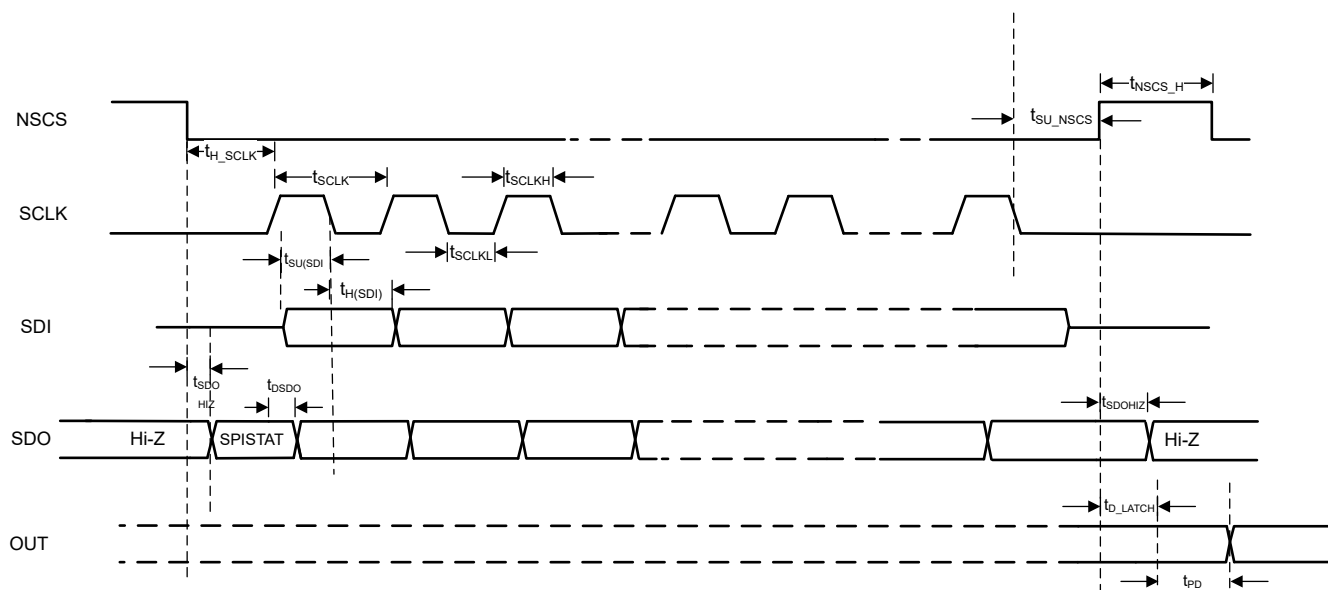 NSCS
tH_SCLK
tSU_NSCS
tNSCS_H
SCLK
tSCLK
tSCLKH
tSCLKL
tSU(SDI
tH(SDI)
SDI
tSDO
HIZ
tDSDO
tSDOHIZ
SDO
Hi-Z
SPISTAT
Hi-Z
tD_LATCH
OUT
tPD